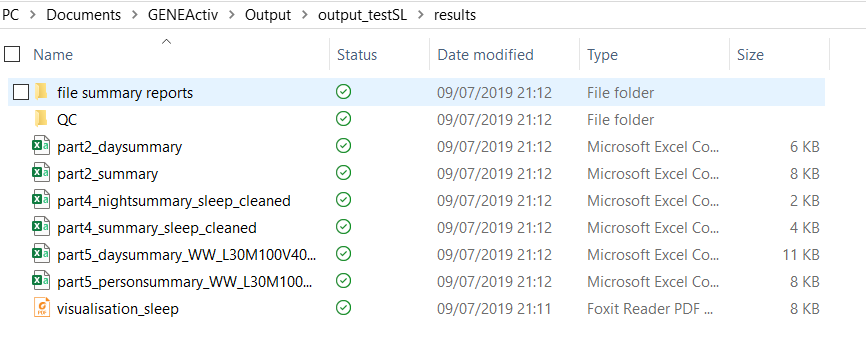 PC > Documents > GENEActiv > Output > output_testSL > results
Name Status Date modified Type Size
file summary reports 09/07/2019 21:12 File folder
QC 09/07/2019 21:12 File folder
part2_daysummary 09/07/2019 21:12 Microsoft Excel Co... 6 KB
part2_summary 09/07/2019 21:12 Microsoft Excel Co... 8 KB
part4_nightsummary_sleep_cleaned 09/07/2019 21:12 Microsoft Excel Co... 2 KB
part4_summary_sleep_cleaned 09/07/2019 21:12 Microsoft Excel Co... 4 KB
part5_daysummary_WW_L30M100V40... 09/07/2019 21:12 Microsoft Excel Co... 11 KB
part5_personsummary_WW_L30M100... 09/07/2019 21:12 Microsoft Excel Co... 8 KB
visualisation_sleep 09/07/2019 21:11 Foxit Reader PDF ... 8 KB